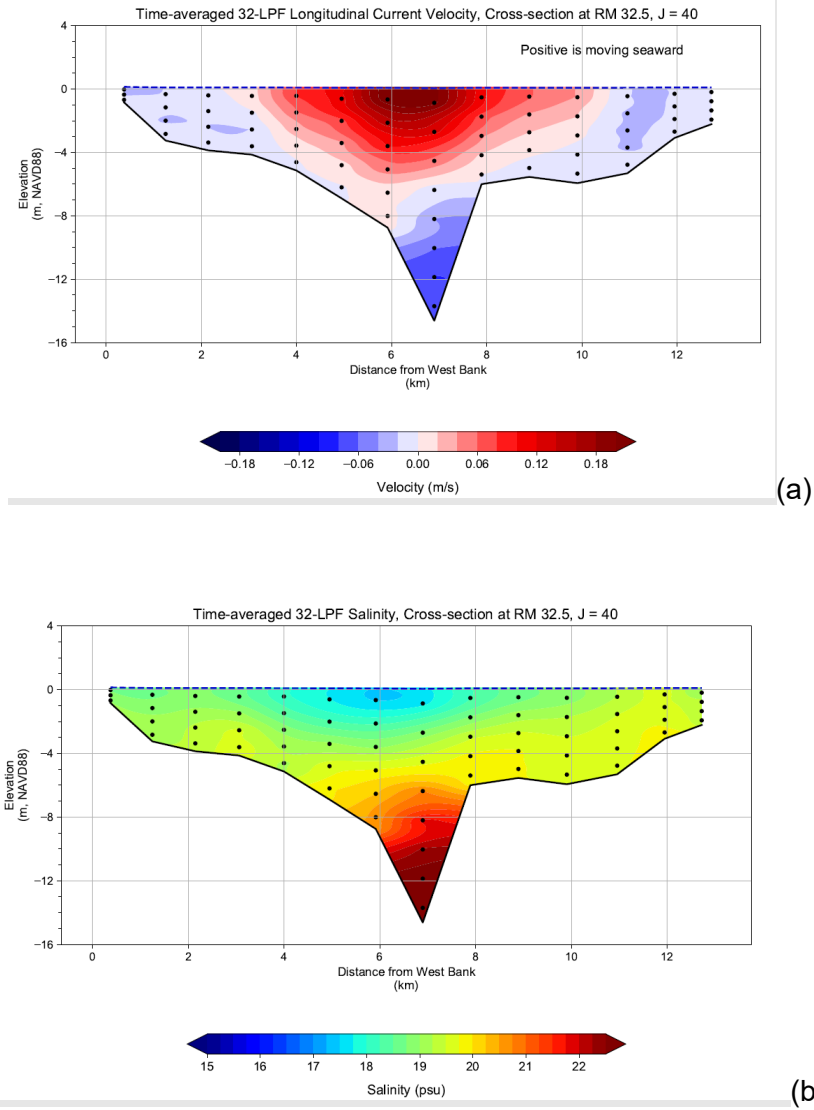 Time-averaged 32-LPF Longitudinal Current Velocity, Cross-section at RM 32.5, J = 40
Positive is moving seaward
4
0
−4
−8
−12
−16
Elevation
(m, NAVD88)
0 2 4 6 8 10 12
Distance from West Bank
(km)
−0.18 −0.12 −0.06 0.00 0.06 0.12 0.18
Velocity (m/s)
(a)
Time-averaged 32-LPF Salinity, Cross-section at RM 32.5, J = 40
4
0
−4
−8
−12
−16
Elevation
(m, NAVD88)
0 2 4 6 8 10 12
Distance from West Bank
(km)
15 16 17 18 19 20 21 22
Salinity (psu)
(b